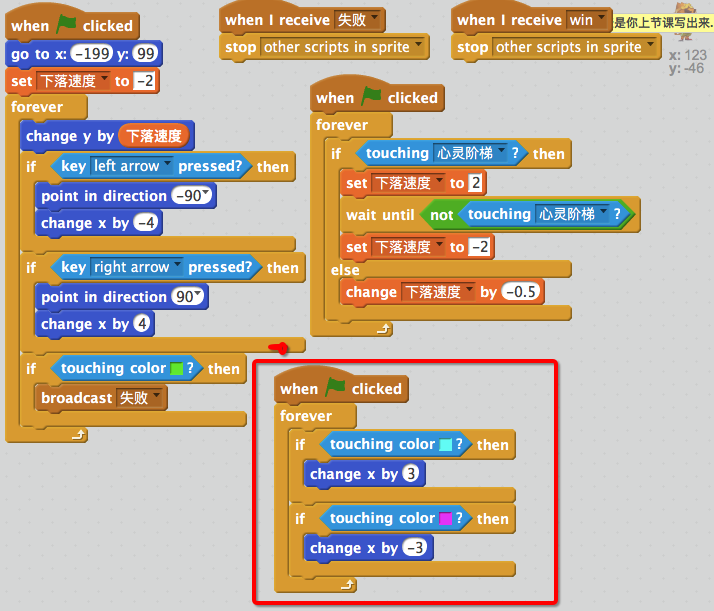 when clicked
go to x: -199 y: 99
set 下落速度 to -2
forever
change y by 下落速度
if key left arrow pressed? then
point in direction -90
change x by -4
if key right arrow pressed? then
point in direction 90
change x by 4
if touching color ? then
broadcast 失败
when I receive 失败
stop other scripts in sprite
when I receive win
stop other scripts in sprite
是你上节课写出来.
x: 123
y: -46
when clicked
forever
if touching 心灵阶梯 ? then
set 下落速度 to 2
wait until not touching 心灵阶梯 ?
set 下落速度 to -2
else
change 下落速度 by -0.5
when clicked
forever
if touching color ? then
change x by 3
if touching color ? then
change x by -3